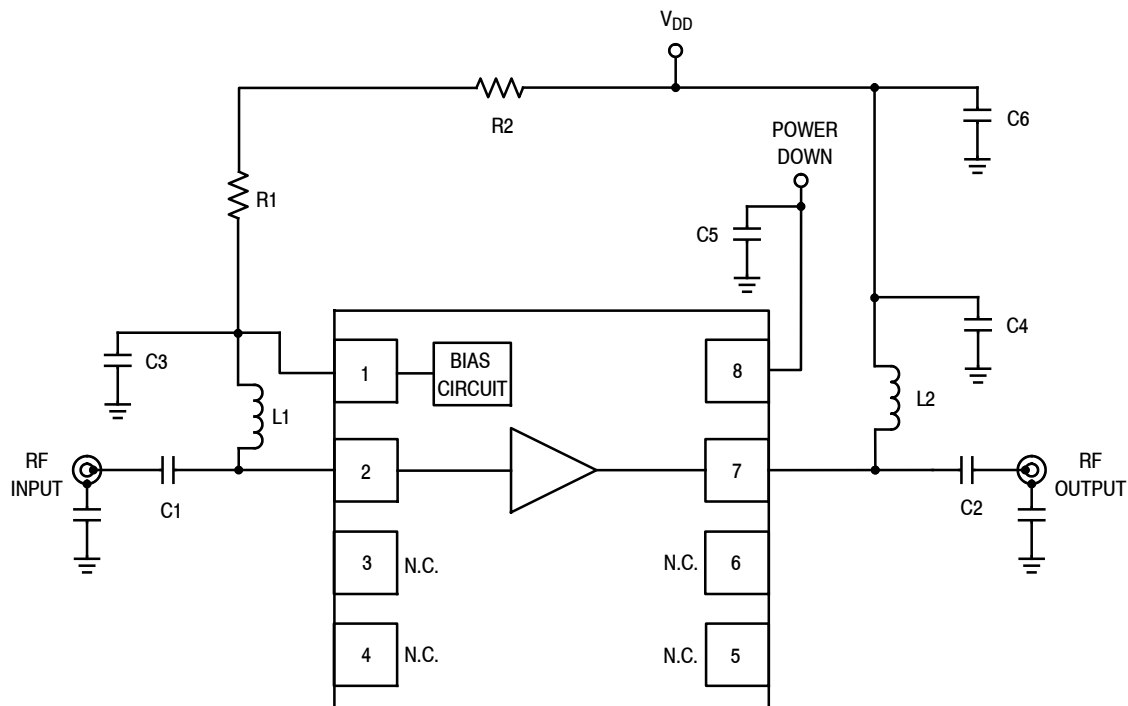 VDD
R2
C6
POWER
DOWN
R1
C5
C3
C4
1
BIAS
CIRCUIT
8
L1
L2
RF
INPUT
2
7
RF
OUTPUT
C1
C2
3
N.C.
N.C.
6
4
N.C.
N.C.
5